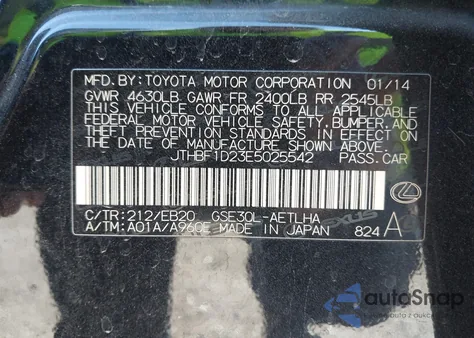 MFD. BY: TOYOTA MOTOR CORPORATION 01/14
GVWR 4630LB GAWR FR 2400LB RR 2545LB
THIS VEHICLE CONFORMS TO ALL APPLICABLE
FEDERAL MOTOR VEHICLE SAFETY, BUMPER, AND
THEFT PREVENTION STANDARDS IN EFFECT ON
THE DATE OF MANUFACTURE SHOWN ABOVE.
JTHBF1D23E5025542 PASS.CAR
C/TR:212/EB20 GSE30L-AETLHA
A/TM:A01A/A960E MADE IN JAPAN 824 A
LEXUS
autoSnap